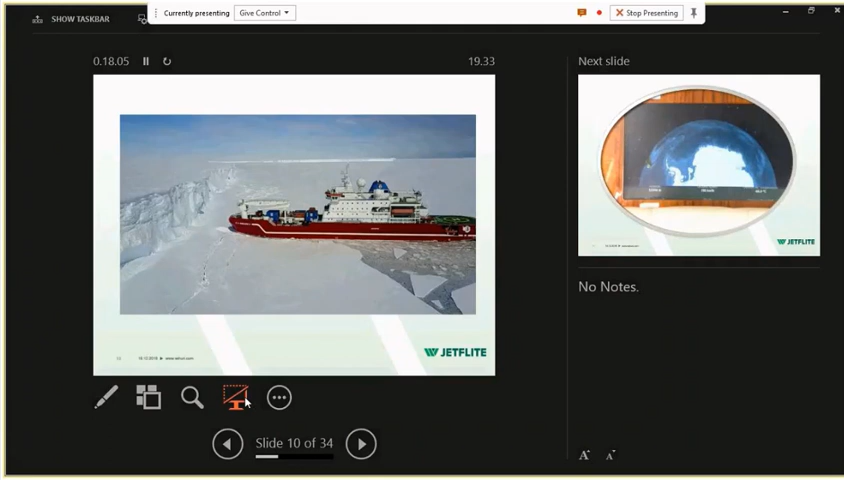 SHOW TASKBAR
Currently presenting
Give Control
Stop Presenting
0.18.05
19.33
Next slide
JETFLITE
JETFLITE
No Notes.
Slide 10 of 34
A A